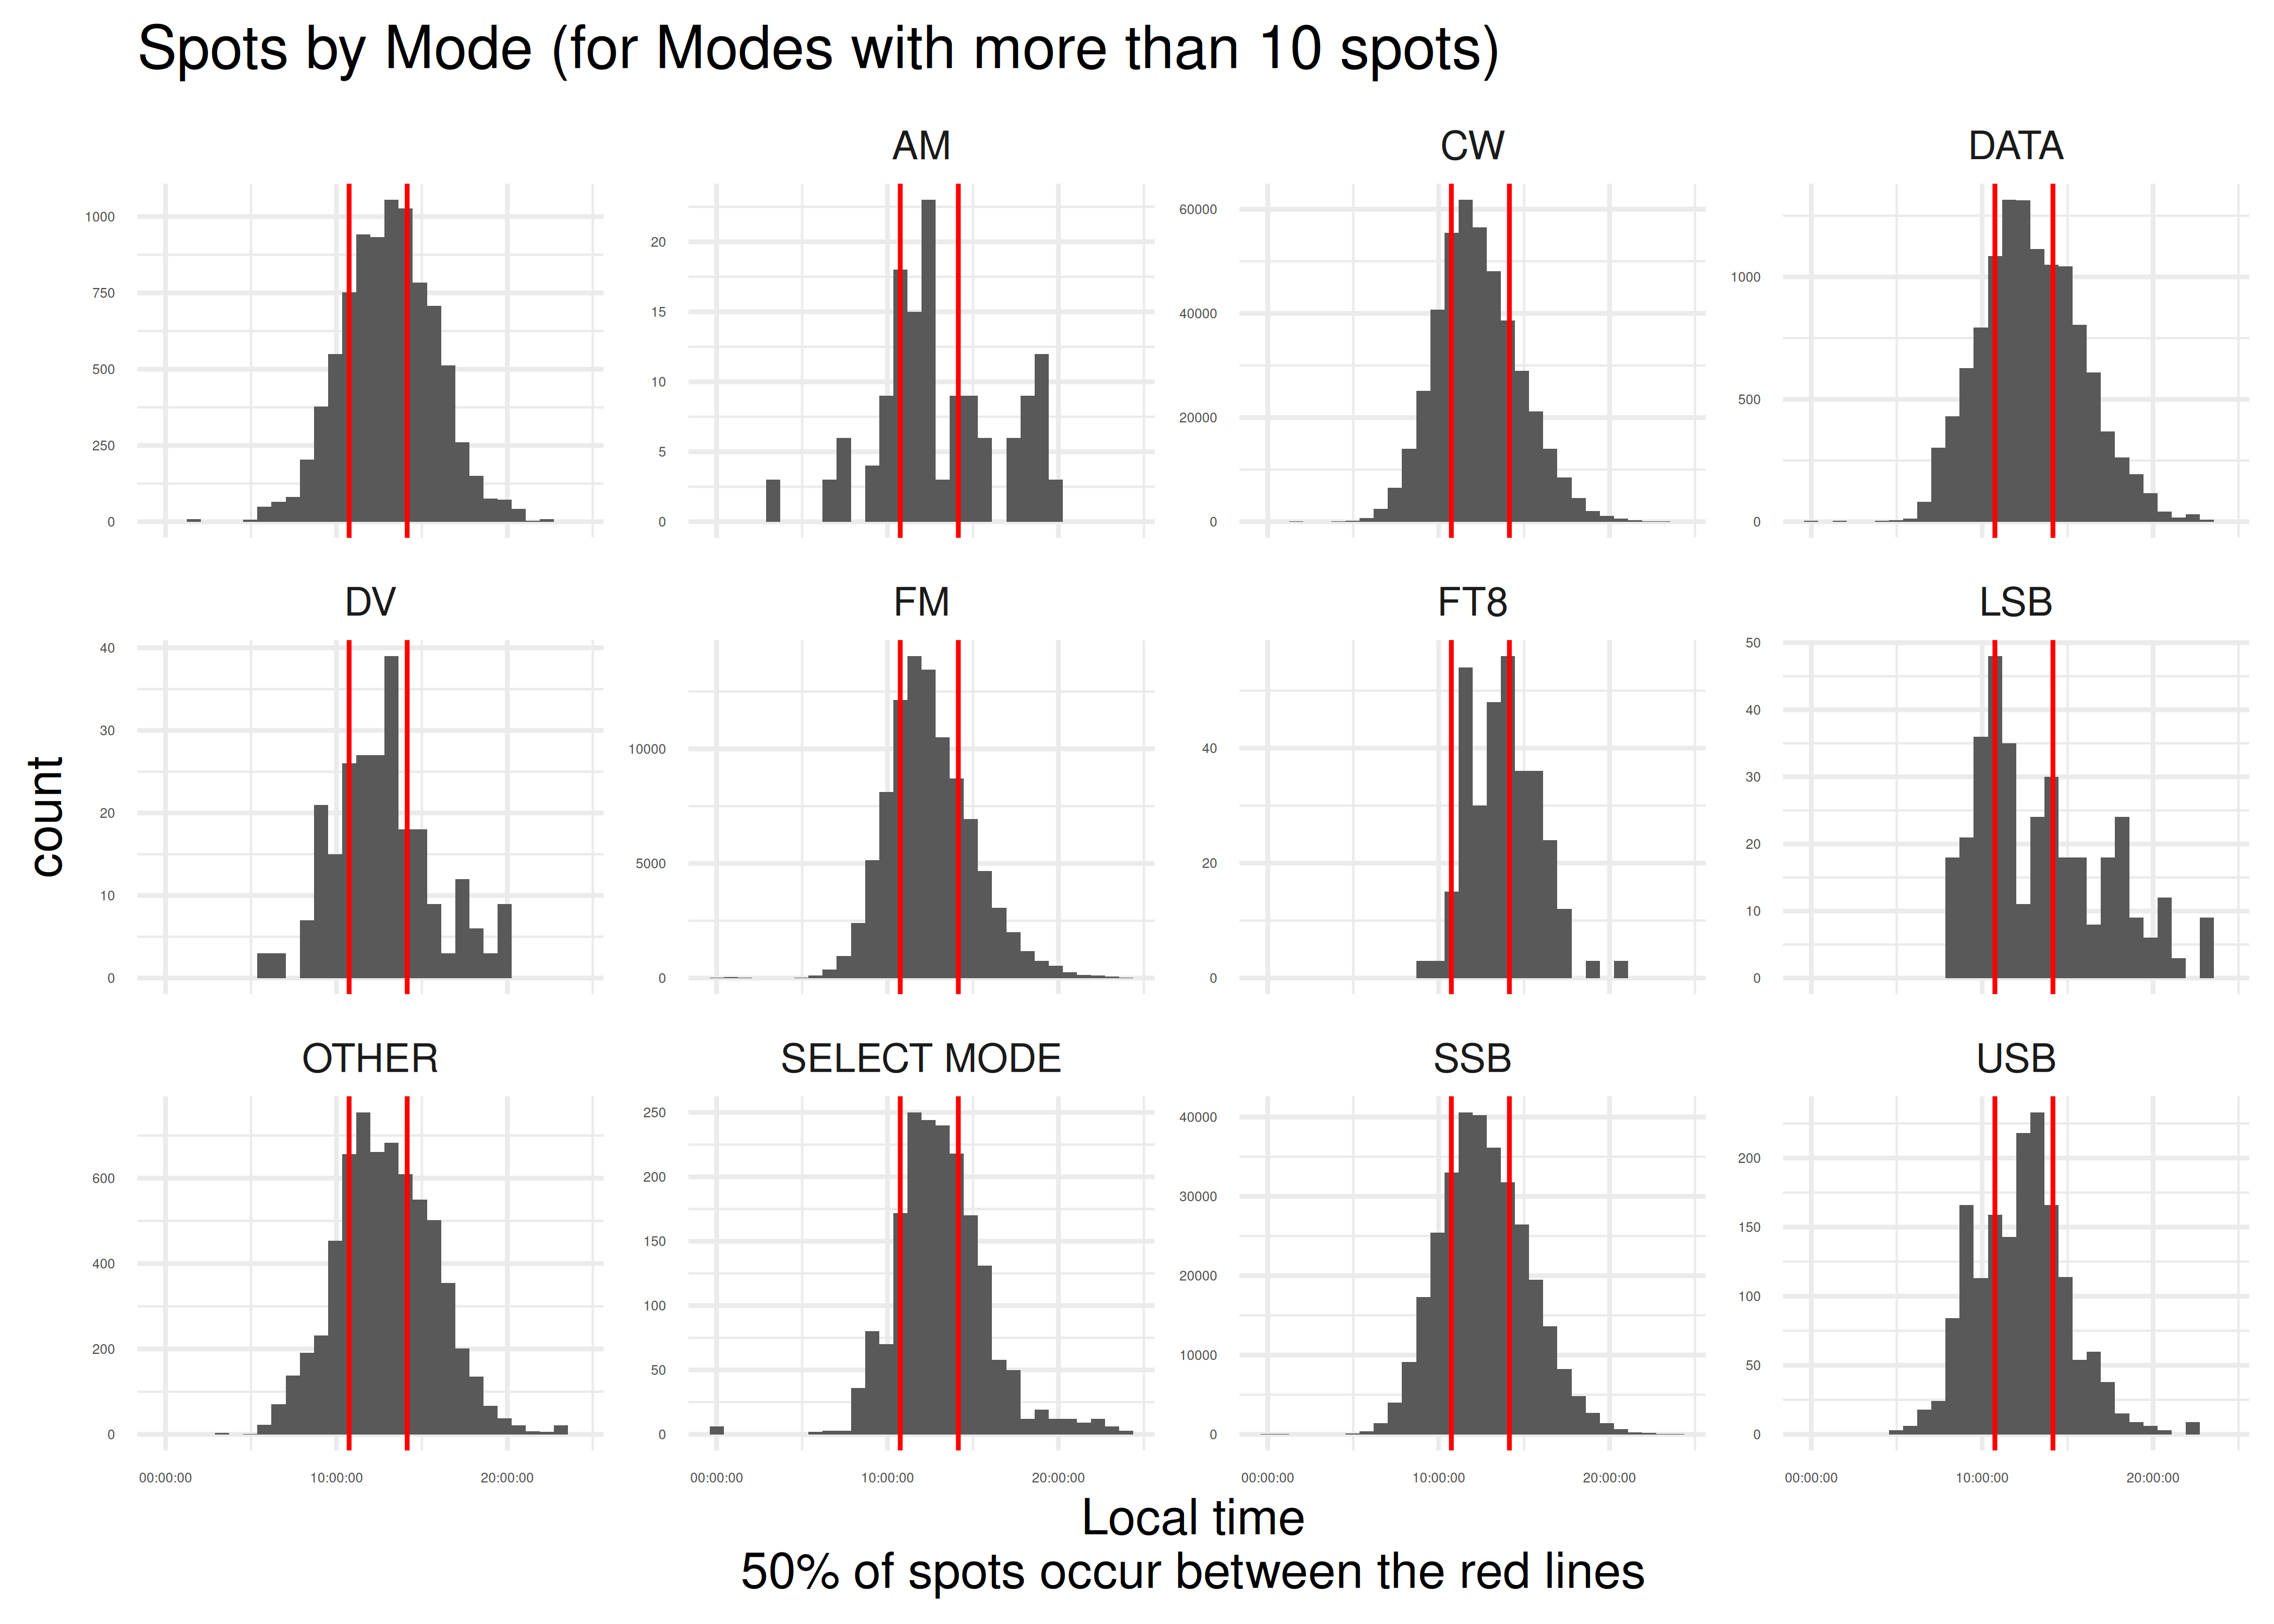 Spots by Mode (for Modes with more than 10 spots)
AM
CW
DATA
1000
750
500
250
0
20
15
10
5
0
60000
40000
20000
0
1000
500
0
DV
FM
FT8
LSB
40
30
20
10
0
10000
5000
0
40
20
0
50
40
30
20
10
0
count
OTHER
SELECT MODE
SSB
USB
600
400
200
0
250
200
150
100
50
0
40000
30000
20000
10000
0
200
150
100
50
0
00:00:00 10:00:00 20:00:00
00:00:00 10:00:00 20:00:00
00:00:00 10:00:00 20:00:00
00:00:00 10:00:00 20:00:00
Local time
50% of spots occur between the red lines